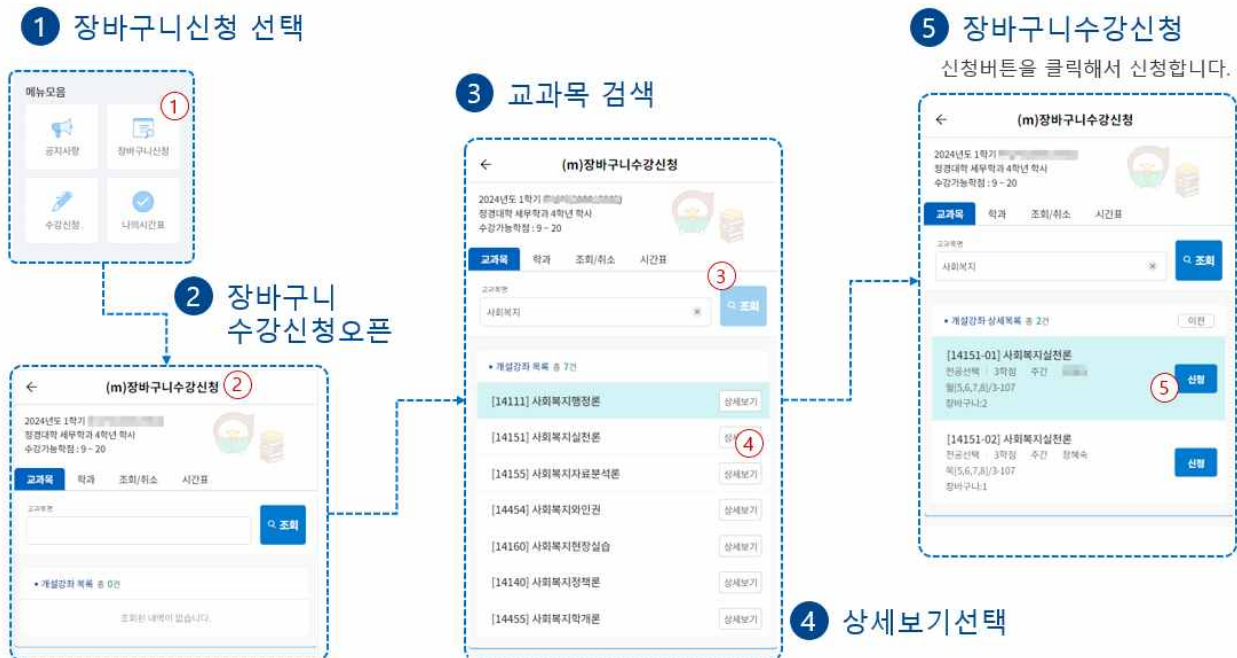 1 장바구니신청 선택
메뉴모음
1
공지사항
장바구니신청
수강신청
나의시간표
2 장바구니
수강신청오픈
← (m)장바구니수강신청 2
2024년도 1학기
정경대학 세무학과 4학년 학사
수강가능학점 : 9 ~ 20
교과목 학과 조회/취소 시간표
교과목명
조회
• 개설강좌 목록 총 0건
조회된 내역이 없습니다.
3 교과목 검색
← (m)장바구니수강신청
2024년도 1학기
정경대학 세무학과 4학년 학사
수강가능학점 : 9 ~ 20
교과목 학과 조회/취소 시간표
3
교과목명
사회복지
조회
• 개설강좌 목록 총 7건
[14111] 사회복지행정론 상세보기
[14151] 사회복지실천론
4
[14155] 사회복지자료분석론 상세보기
[14454] 사회복지와인권 상세보기
[14160] 사회복지현장실습 상세보기
[14140] 사회복지정책론 상세보기
[14455] 사회복지학개론 상세보기
4 상세보기선택
5 장바구니수강신청
신청버튼을 클릭해서 신청합니다.
← (m)장바구니수강신청
2024년도 1학기
정경대학 세무학과 4학년 학사
수강가능학점 : 9 ~ 20
교과목 학과 조회/취소 시간표
교과목명
사회복지
조회
• 개설강좌 상세목록 총 2건 이전
[14151-01] 사회복지실천론
전공선택 3학점 주간
월[5,6,7,8]/3-107
장바구니:2
신청
5
[14151-02] 사회복지실천론
전공선택 3학점 주간 정혜숙
목[5,6,7,8]/3-107
장바구니:1
신청